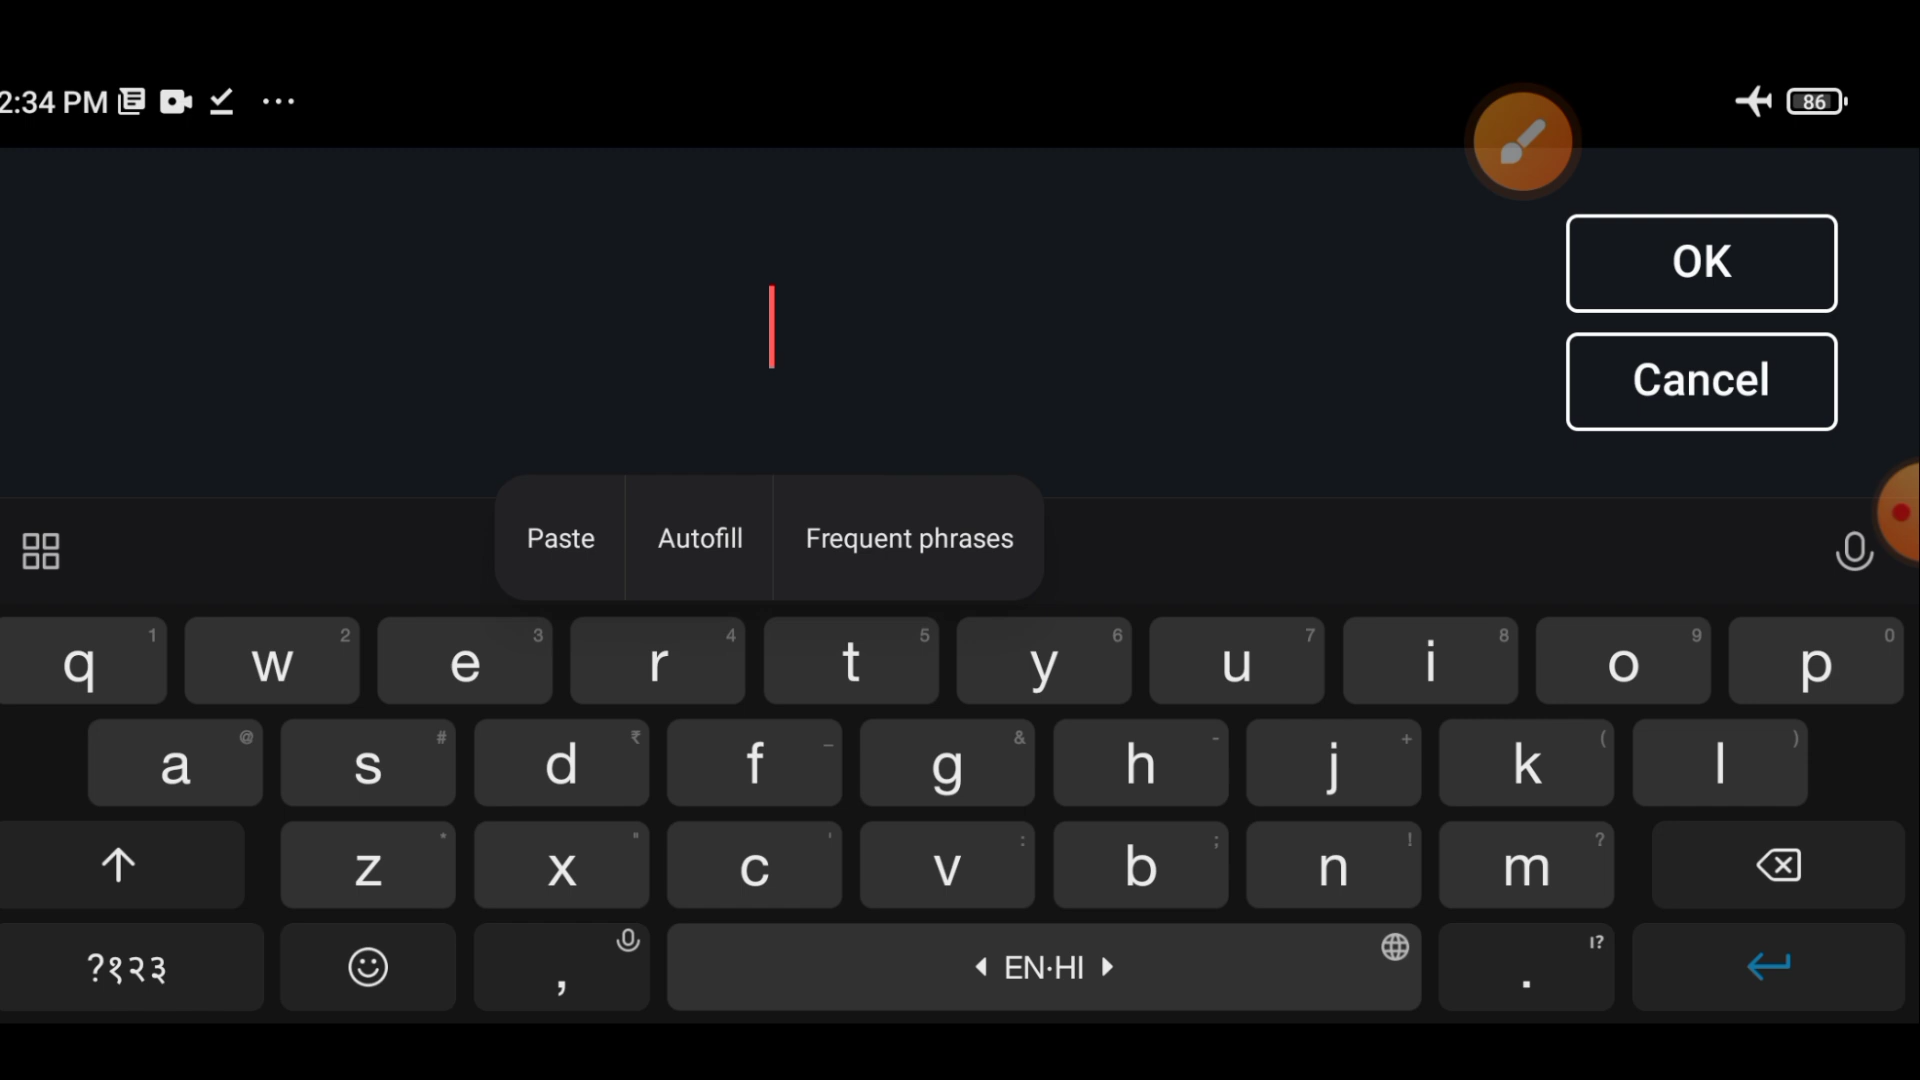 2:34 PM
86
OK
Cancel
Paste Autofill Frequent phrases
q 1 w 2 e 3 r 4 t 5 y 6 u 7 i 8 o 9 p 0
a @ s # d ₹ f _ g & h - j + k ( l )
z * x " c ' v : b ; n ! m ?
?१२३ , EN·HI . !?